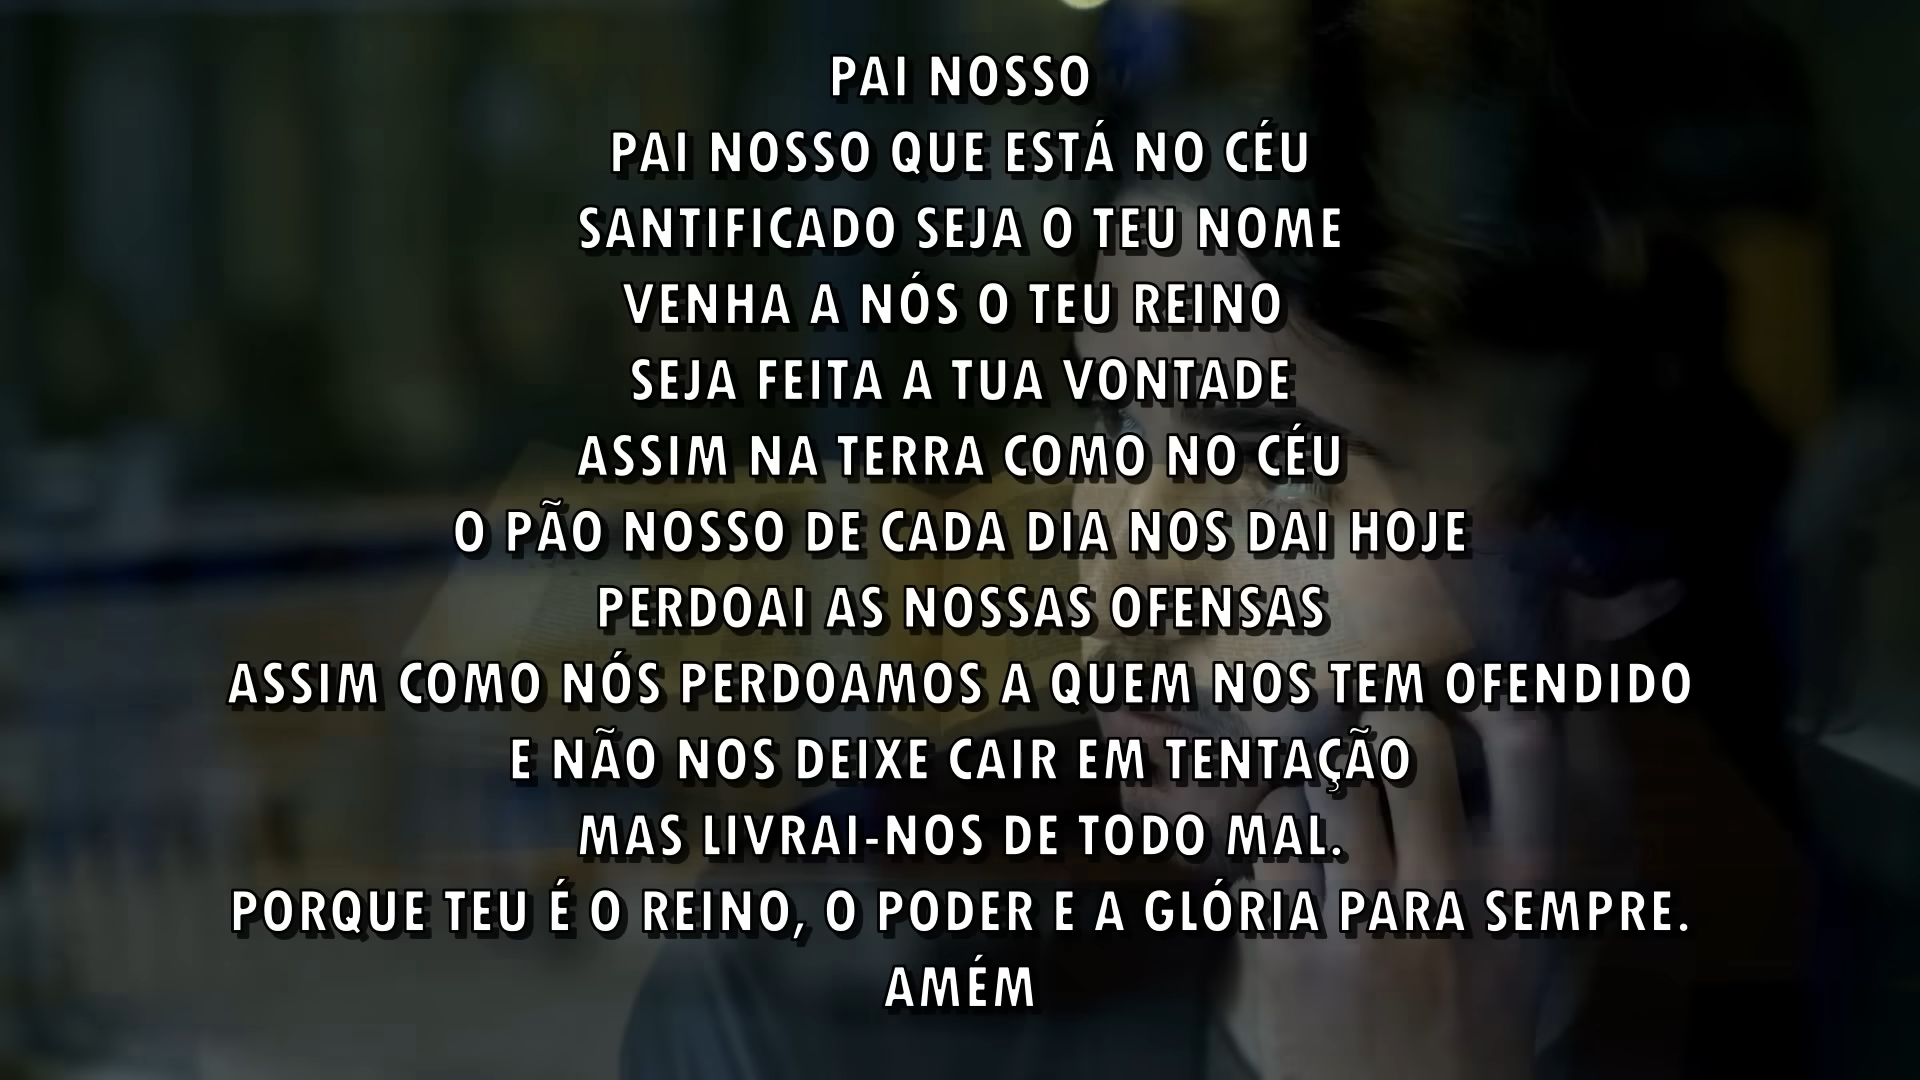 PAI NOSSO
PAI NOSSO QUE ESTÁ NO CÉU
SANTIFICADO SEJA O TEU NOME
VENHA A NÓS O TEU REINO
SEJA FEITA A TUA VONTADE
ASSIM NA TERRA COMO NO CÉU
O PÃO NOSSO DE CADA DIA NOS DAI HOJE
PERDOAI AS NOSSAS OFENSAS
ASSIM COMO NÓS PERDOAMOS A QUEM NOS TEM OFENDIDO
E NÃO NOS DEIXE CAIR EM TENTAÇÃO
MAS LIVRAI-NOS DE TODO MAL.
PORQUE TEU É O REINO, O PODER E A GLÓRIA PARA SEMPRE.
AMÉM